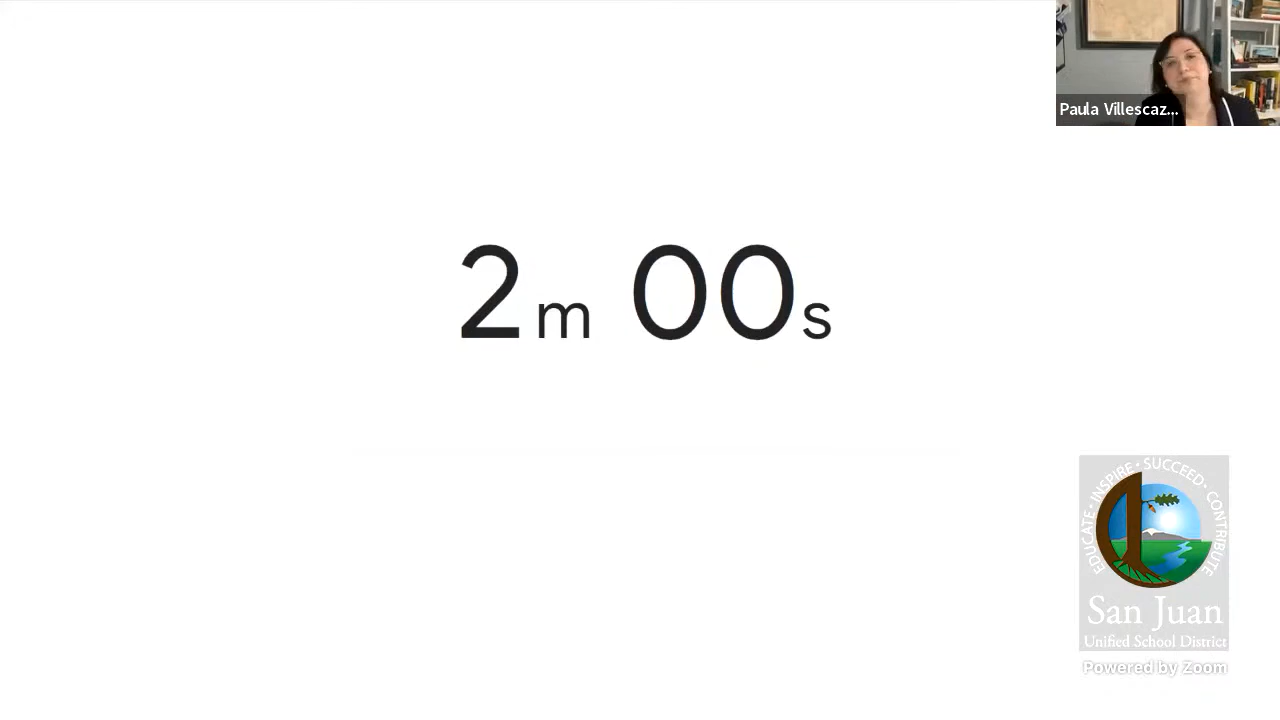 Paula Villescaz...
2m 00s
EDUCATE • INSPIRE • SUCCEED • CONTRIBUTE
San Juan
Unified School District
Powered by Zoom